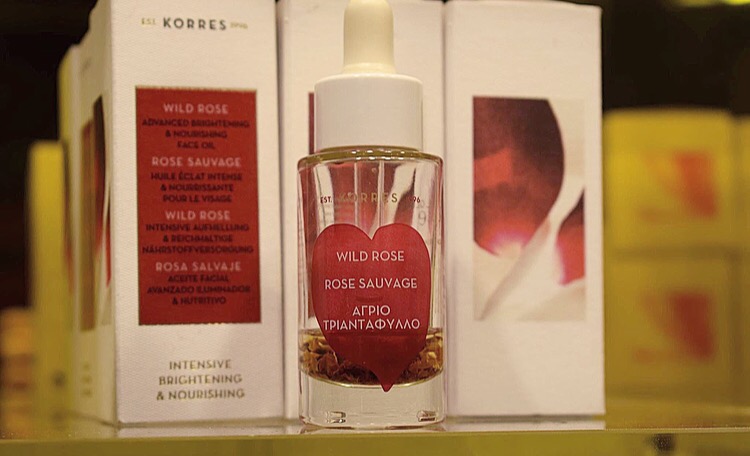 EST. KORRES 1996
WILD ROSE
ADVANCED BRIGHTENING
& NOURISHING
FACE OIL
ROSE SAUVAGE
HUILE ÉCLAT INTENSE
& NOURRISSANTE
POUR LE VISAGE
WILD ROSE
INTENSIVE AUFHELLUNG
& REICHHALTIGE
NÄHRSTOFFVERSORGUNG
ROSA SALVAJE
ACEITE FACIAL
AVANZADO ILUMINADOR
& NUTRITIVO
INTENSIVE
BRIGHTENING
& NOURISHING
EST. KORRES 1996
WILD ROSE
ROSE SAUVAGE
ΑΓΡΙΟ
ΤΡΙΑΝΤΑΦΥΛΛΟ